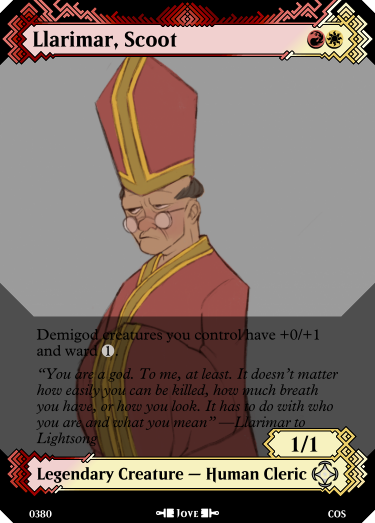 Llarimar, Scoot
Demigod creatures you control have +0/+1
and ward 1.
"You are a god. To me, at least. It doesn't matter
how easily you can be killed, how much breath
you have, or how you look. It has to do with who
you are and what you mean" —Llarimar to
Lightsong
1/1
Legendary Creature — Human Cleric
0380
JOVE
COS